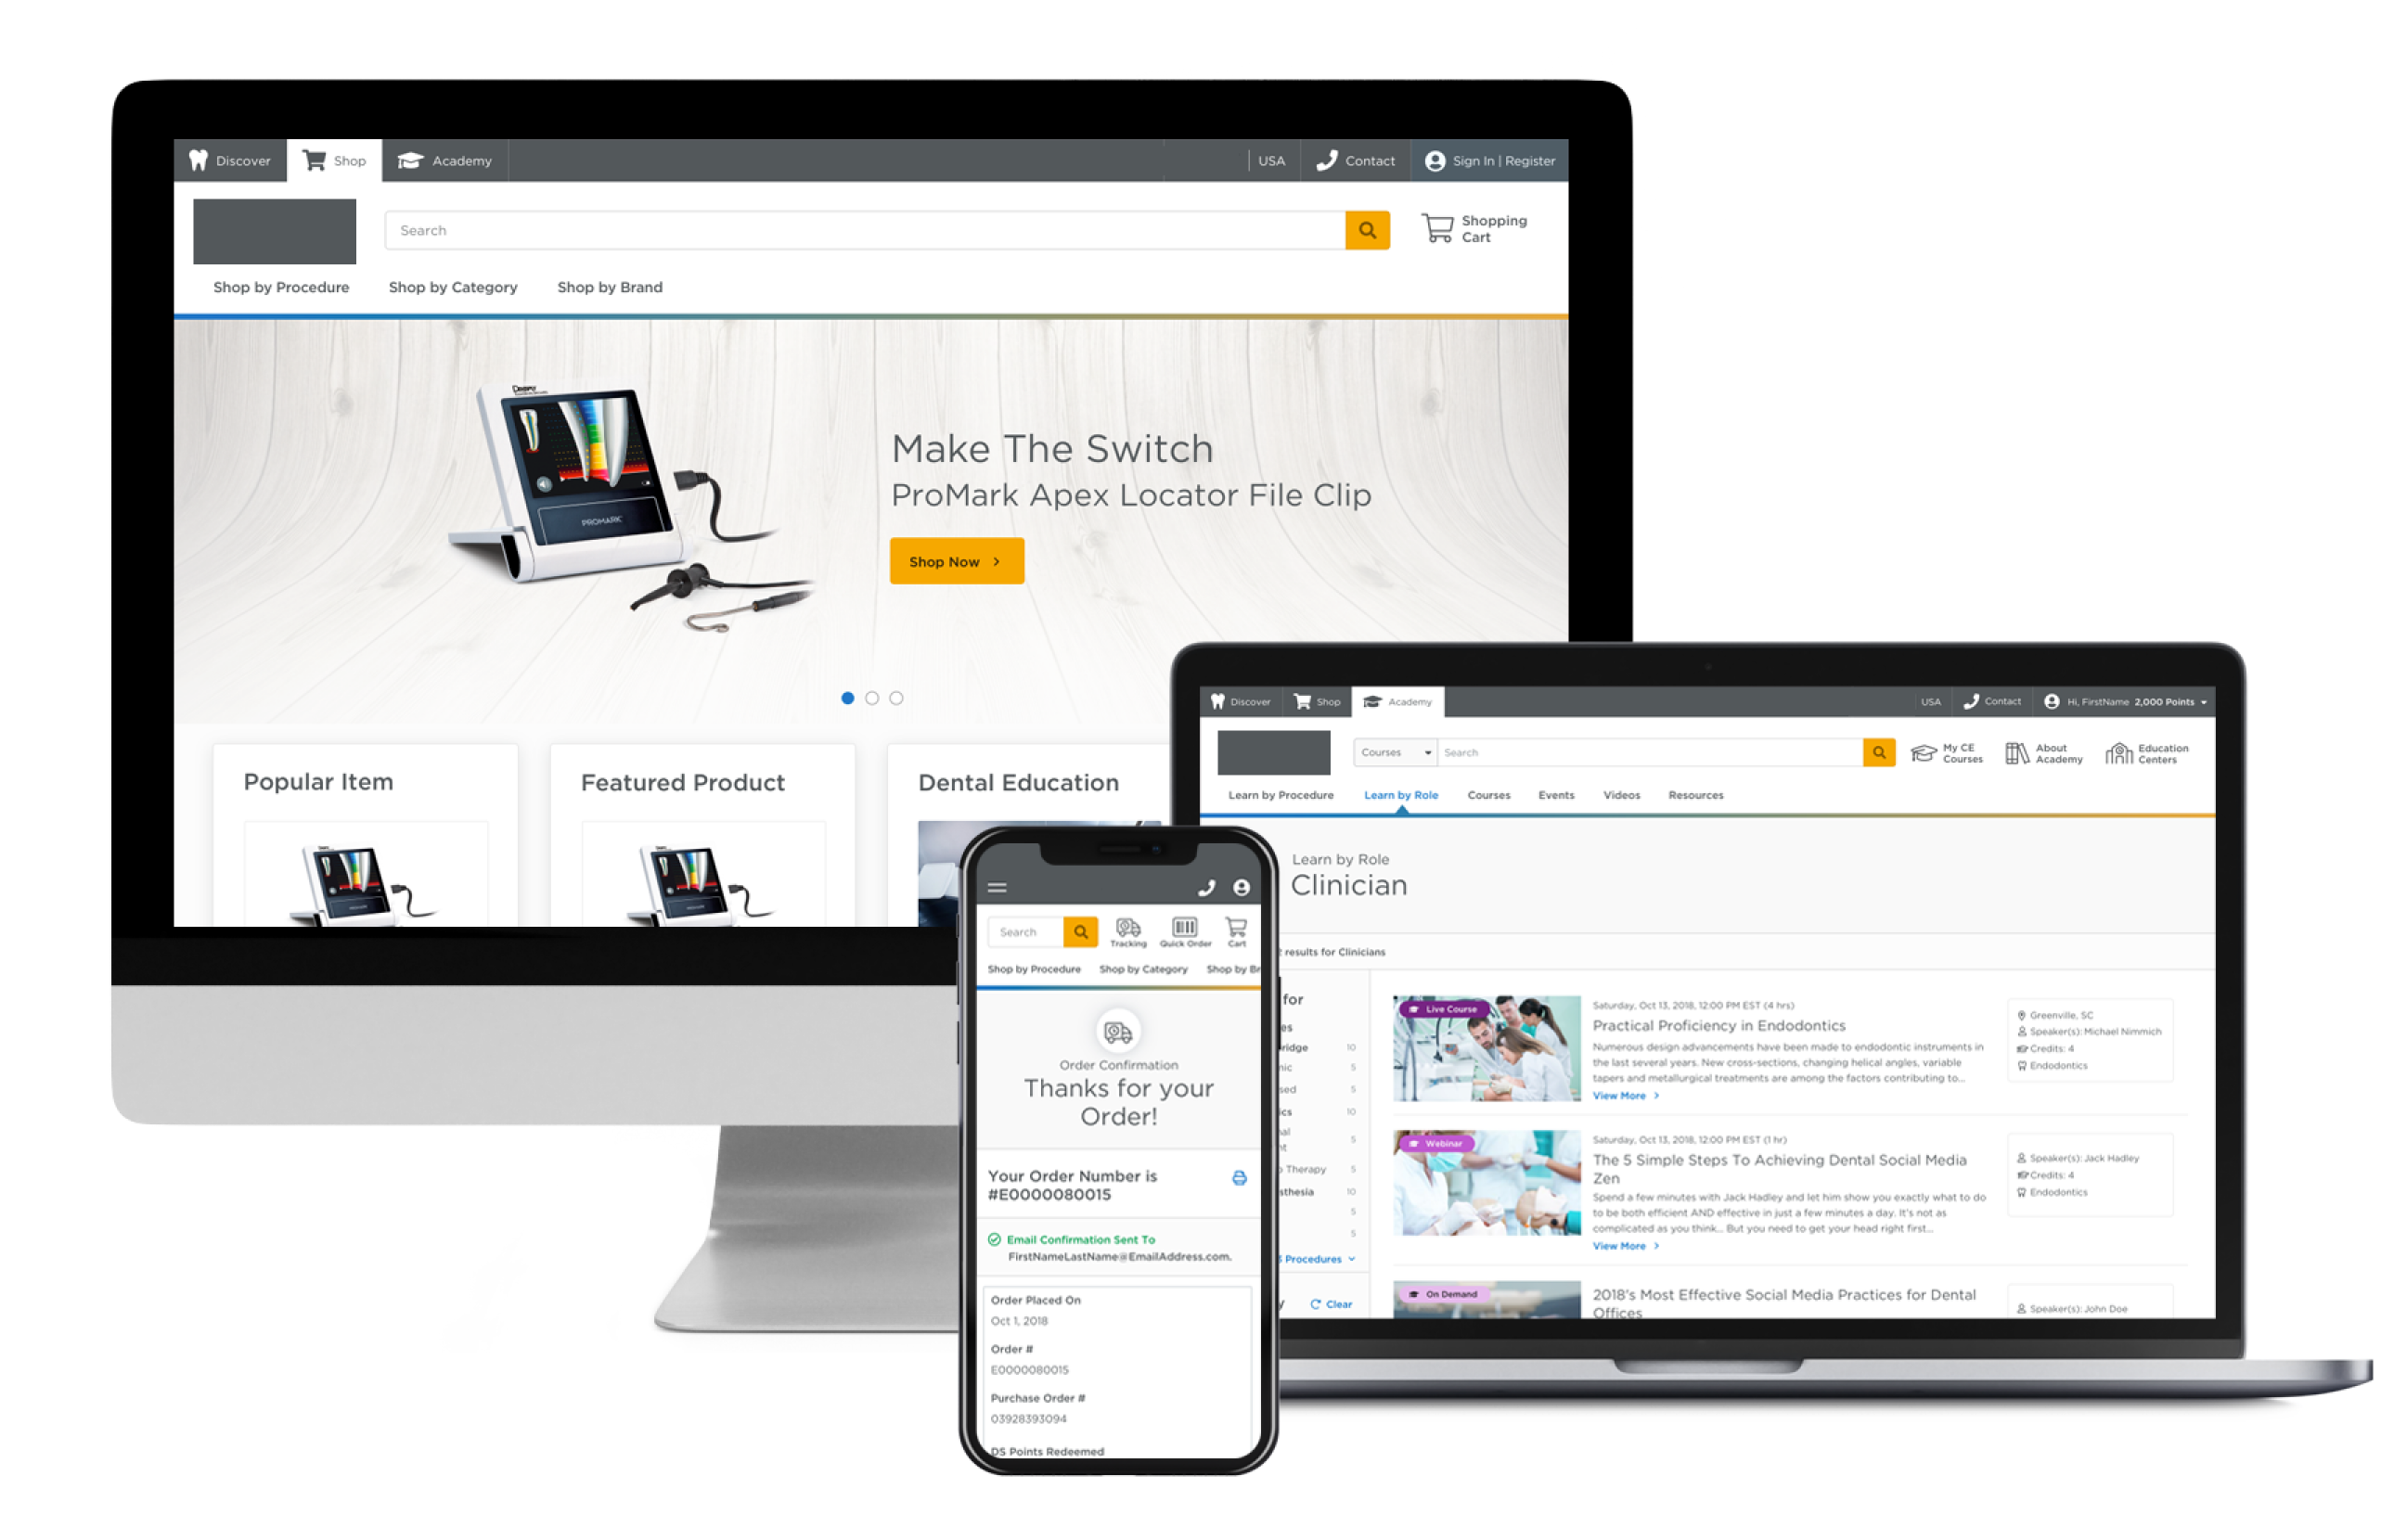 Discover
Shop
Academy
USA
Contact
Sign In | Register
Search
Shopping
Cart
Shop by Procedure
Shop by Category
Shop by Brand
PROMARK
Make The Switch
ProMark Apex Locator File Clip
Shop Now
Popular Item
Featured Product
Dental Education
Discover
Shop
Academy
USA
Contact
Hi, FirstName 2,000 Points
Courses
Search
My CE
Courses
About
Academy
Education
Centers
Learn by Procedure
Learn by Role
Courses
Events
Videos
Resources
Learn by Role
Clinician
results for Clinicians
for
10
5
5
10
5
Therapy 5
10
5
5
Procedures
Clear
Live Course
Saturday, Oct 13, 2018, 12:00 PM EST (4 hrs)
Practical Proficiency in Endodontics
Numerous design advancements have been made to endodontic instruments in
the last several years. New cross-sections, changing helical angles, variable
tapers and metallurgical treatments are among the factors contributing to...
View More
Greenville, SC
Speaker(s): Michael Nimmich
Credits: 4
Endodontics
Webinar
Saturday, Oct 13, 2018, 12:00 PM EST (1 hr)
The 5 Simple Steps To Achieving Dental Social Media
Zen
Spend a few minutes with Jack Hadley and let him show you exactly what to do
to be both efficient AND effective in just a few minutes a day. It's not as
complicated as you think... But you need to get your head right first...
View More
Speaker(s): Jack Hadley
Credits: 4
Endodontics
On Demand
2018's Most Effective Social Media Practices for Dental
Offices
Speaker(s): John Doe
Search
Tracking
Quick Order
Cart
Shop by Procedure
Shop by Category
Shop by Br
Order Confirmation
Thanks for your
Order!
Your Order Number is
#E0000080015
Email Confirmation Sent To
FirstNameLastName@EmailAddress.com.
Order Placed On
Oct 1, 2018
Order #
E0000080015
Purchase Order #
03928393094
DS Points Redeemed